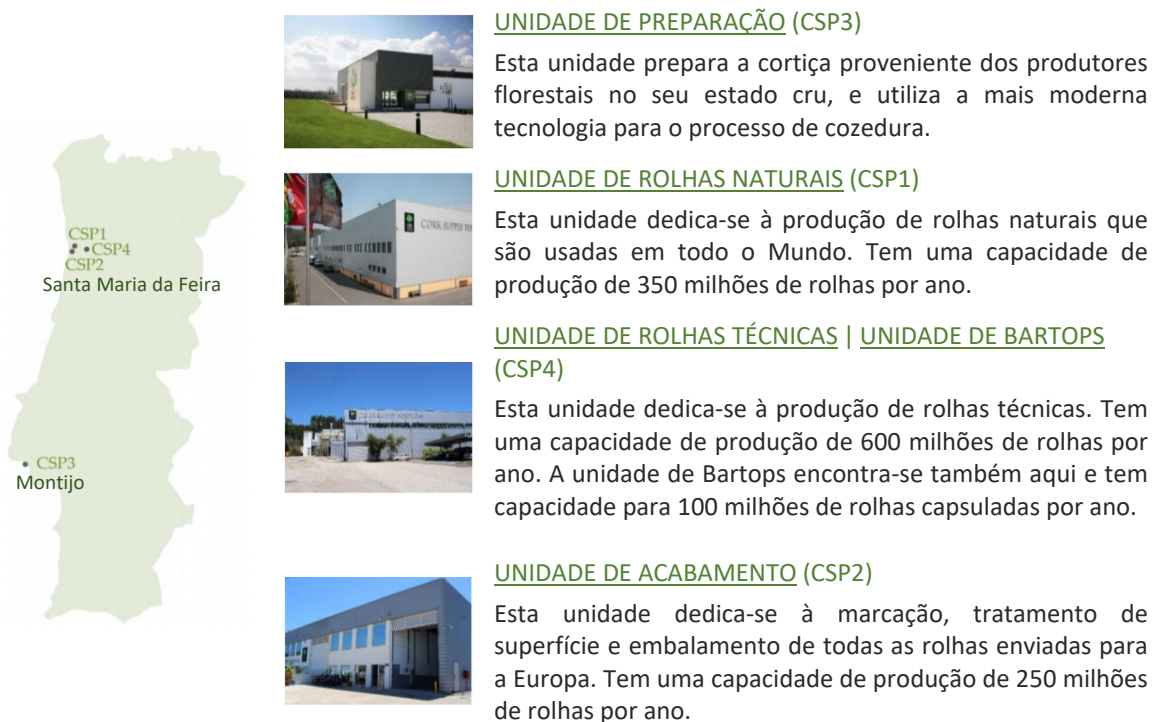 CSP1
CSP4
CSP2
Santa Maria da Feira
CSP3
Montijo
UNIDADE DE PREPARAÇÃO (CSP3)
Esta unidade prepara a cortiça proveniente dos produtores
florestais no seu estado cru, e utiliza a mais moderna
tecnologia para o processo de cozedura.
UNIDADE DE ROLHAS NATURAIS (CSP1)
CORK SUPPLY
Esta unidade dedica-se à produção de rolhas naturais que
são usadas em todo o Mundo. Tem uma capacidade de
produção de 350 milhões de rolhas por ano.
UNIDADE DE ROLHAS TÉCNICAS | UNIDADE DE BARTOPS
(CSP4)
Esta unidade dedica-se à produção de rolhas técnicas. Tem
uma capacidade de produção de 600 milhões de rolhas por
ano. A unidade de Bartops encontra-se também aqui e tem
capacidade para 100 milhões de rolhas capsuladas por ano.
UNIDADE DE ACABAMENTO (CSP2)
Esta unidade dedica-se à marcação, tratamento de
superfície e embalamento de todas as rolhas enviadas para
a Europa. Tem uma capacidade de produção de 250 milhões
de rolhas por ano.